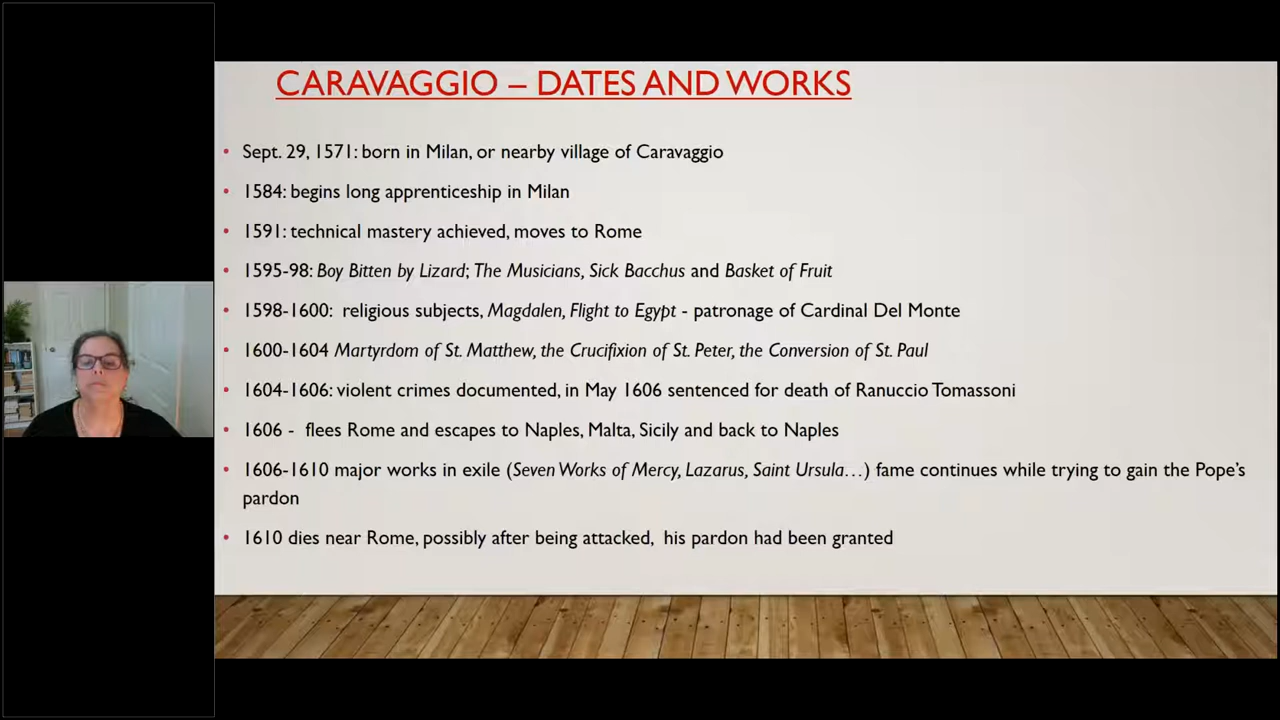 CARAVAGGIO – DATES AND WORKS
• Sept. 29, 1571: born in Milan, or nearby village of Caravaggio
• 1584: begins long apprenticeship in Milan
• 1591: technical mastery achieved, moves to Rome
• 1595-98: Boy Bitten by Lizard; The Musicians, Sick Bacchus and Basket of Fruit
• 1598-1600: religious subjects, Magdalen, Flight to Egypt - patronage of Cardinal Del Monte
• 1600-1604 Martyrdom of St. Matthew, the Crucifixion of St. Peter, the Conversion of St. Paul
• 1604-1606: violent crimes documented, in May 1606 sentenced for death of Ranuccio Tomassoni
• 1606 - flees Rome and escapes to Naples, Malta, Sicily and back to Naples
• 1606-1610 major works in exile (Seven Works of Mercy, Lazarus, Saint Ursula…) fame continues while trying to gain the Pope's
pardon
• 1610 dies near Rome, possibly after being attacked, his pardon had been granted